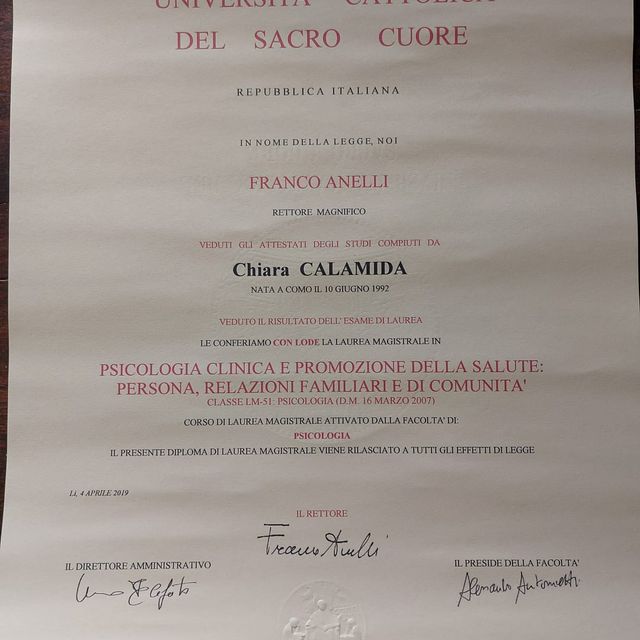 UNIVERSITÀ CATTOLICA
DEL SACRO CUORE
REPUBBLICA ITALIANA
IN NOME DELLA LEGGE, NOI
FRANCO ANELLI
RETTORE MAGNIFICO
VEDUTI GLI ATTESTATI DEGLI STUDI COMPIUTI DA
Chiara CALAMIDA
NATA A COMO IL 10 GIUGNO 1992
VEDUTO IL RISULTATO DELL'ESAME DI LAUREA
LE CONFERIAMO CON LODE LA LAUREA MAGISTRALE IN
PSICOLOGIA CLINICA E PROMOZIONE DELLA SALUTE:
PERSONA, RELAZIONI FAMILIARI E DI COMUNITA'
CLASSE LM-51: PSICOLOGIA (D.M. 16 MARZO 2007)
CORSO DI LAUREA MAGISTRALE ATTIVATO DALLA FACOLTA' DI:
PSICOLOGIA
IL PRESENTE DIPLOMA DI LAUREA MAGISTRALE VIENE RILASCIATO A TUTTI GLI EFFETTI DI LEGGE
Lì, 4 APRILE 2019
IL RETTORE
Franco Anelli
IL DIRETTORE AMMINISTRATIVO
IL PRESIDE DELLA FACOLTA'